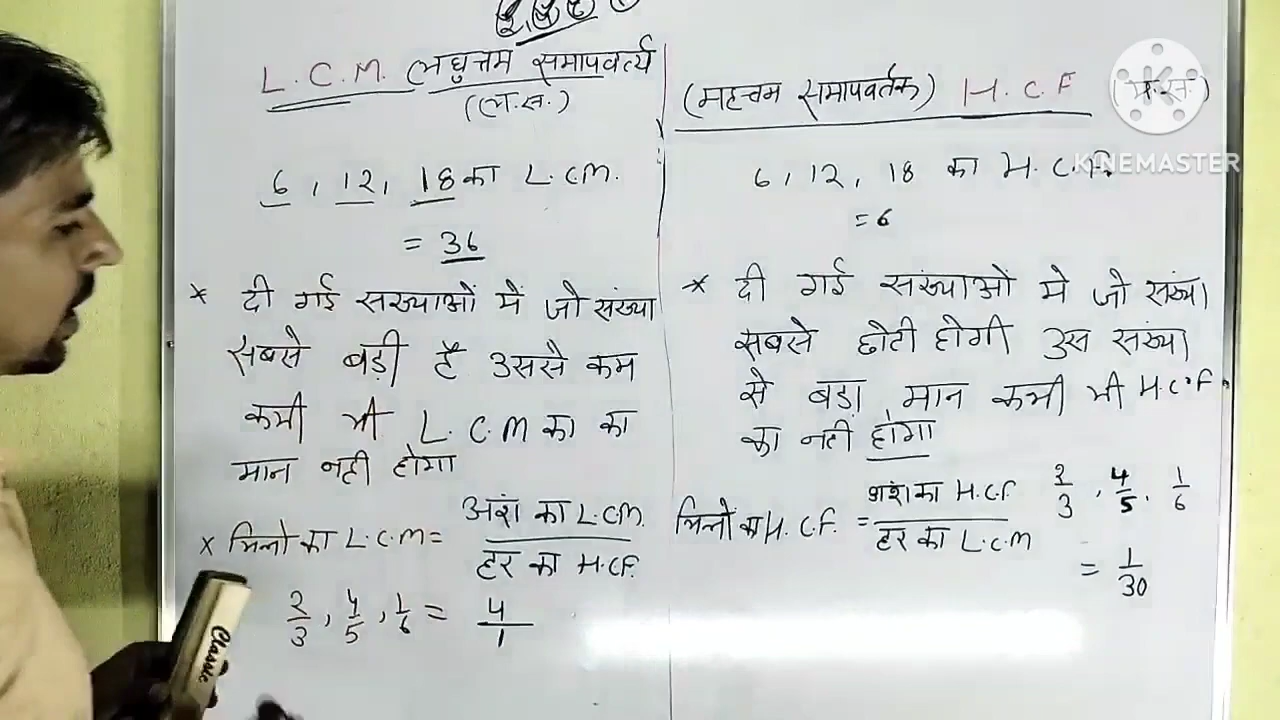 L.C.M. लघुत्तम समापवर्त्य
(ल.स.)
6, 12, 18 का L.C.M.
= 36
* दी गई सख्याओं में जो संख्या
सबसे बड़ी है उससे कम
कभी भी L.C.M का का
मान नही होगा
× भिन्नो का L.C.M = अंश का L.C.M.
हर का H.C.F.
2/3, 4/5, 1/6 = 4/1
Classic
(महत्तम समापवर्तक) H.C.F (म.स.)
KINEMASTER
6, 12, 18 का H.C.F.
= 6
* दी गई संख्याओ मे जो संख्या
सबसे छोटी होगी उस संख्या
से बडा मान कभी भी H.C.F.
का नही होगा
भिन्नो का H.C.F. = अंश का H.C.F.
हर का L.C.M
2/3, 4/5, 1/6
= 1/30